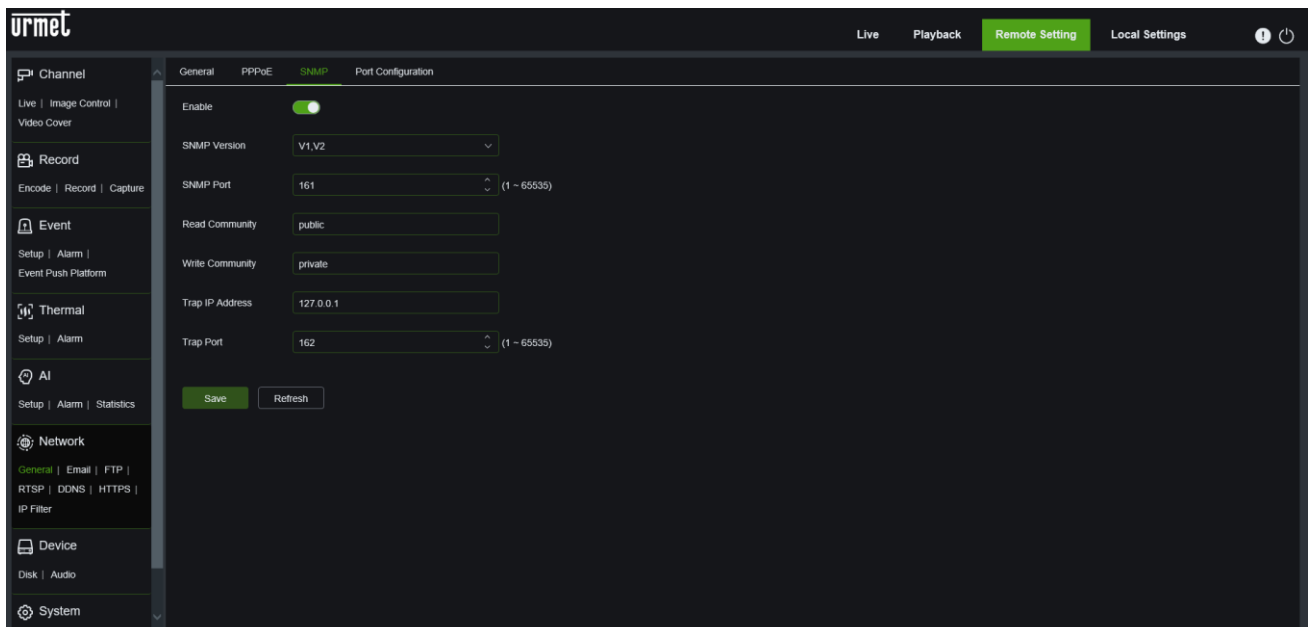 urmet
Live Playback Remote Setting Local Settings
Channel
Live | Image Control |
Video Cover
Record
Encode | Record | Capture
Event
Setup | Alarm |
Event Push Platform
Thermal
Setup | Alarm
AI
Setup | Alarm | Statistics
Network
General | Email | FTP |
RTSP | DDNS | HTTPS |
IP Filter
Device
Disk | Audio
System
General PPPoE SNMP Port Configuration
Enable
SNMP Version V1,V2
SNMP Port 161 (1 ~ 65535)
Read Community public
Write Community private
Trap IP Address 127.0.0.1
Trap Port 162 (1 ~ 65535)
Save Refresh